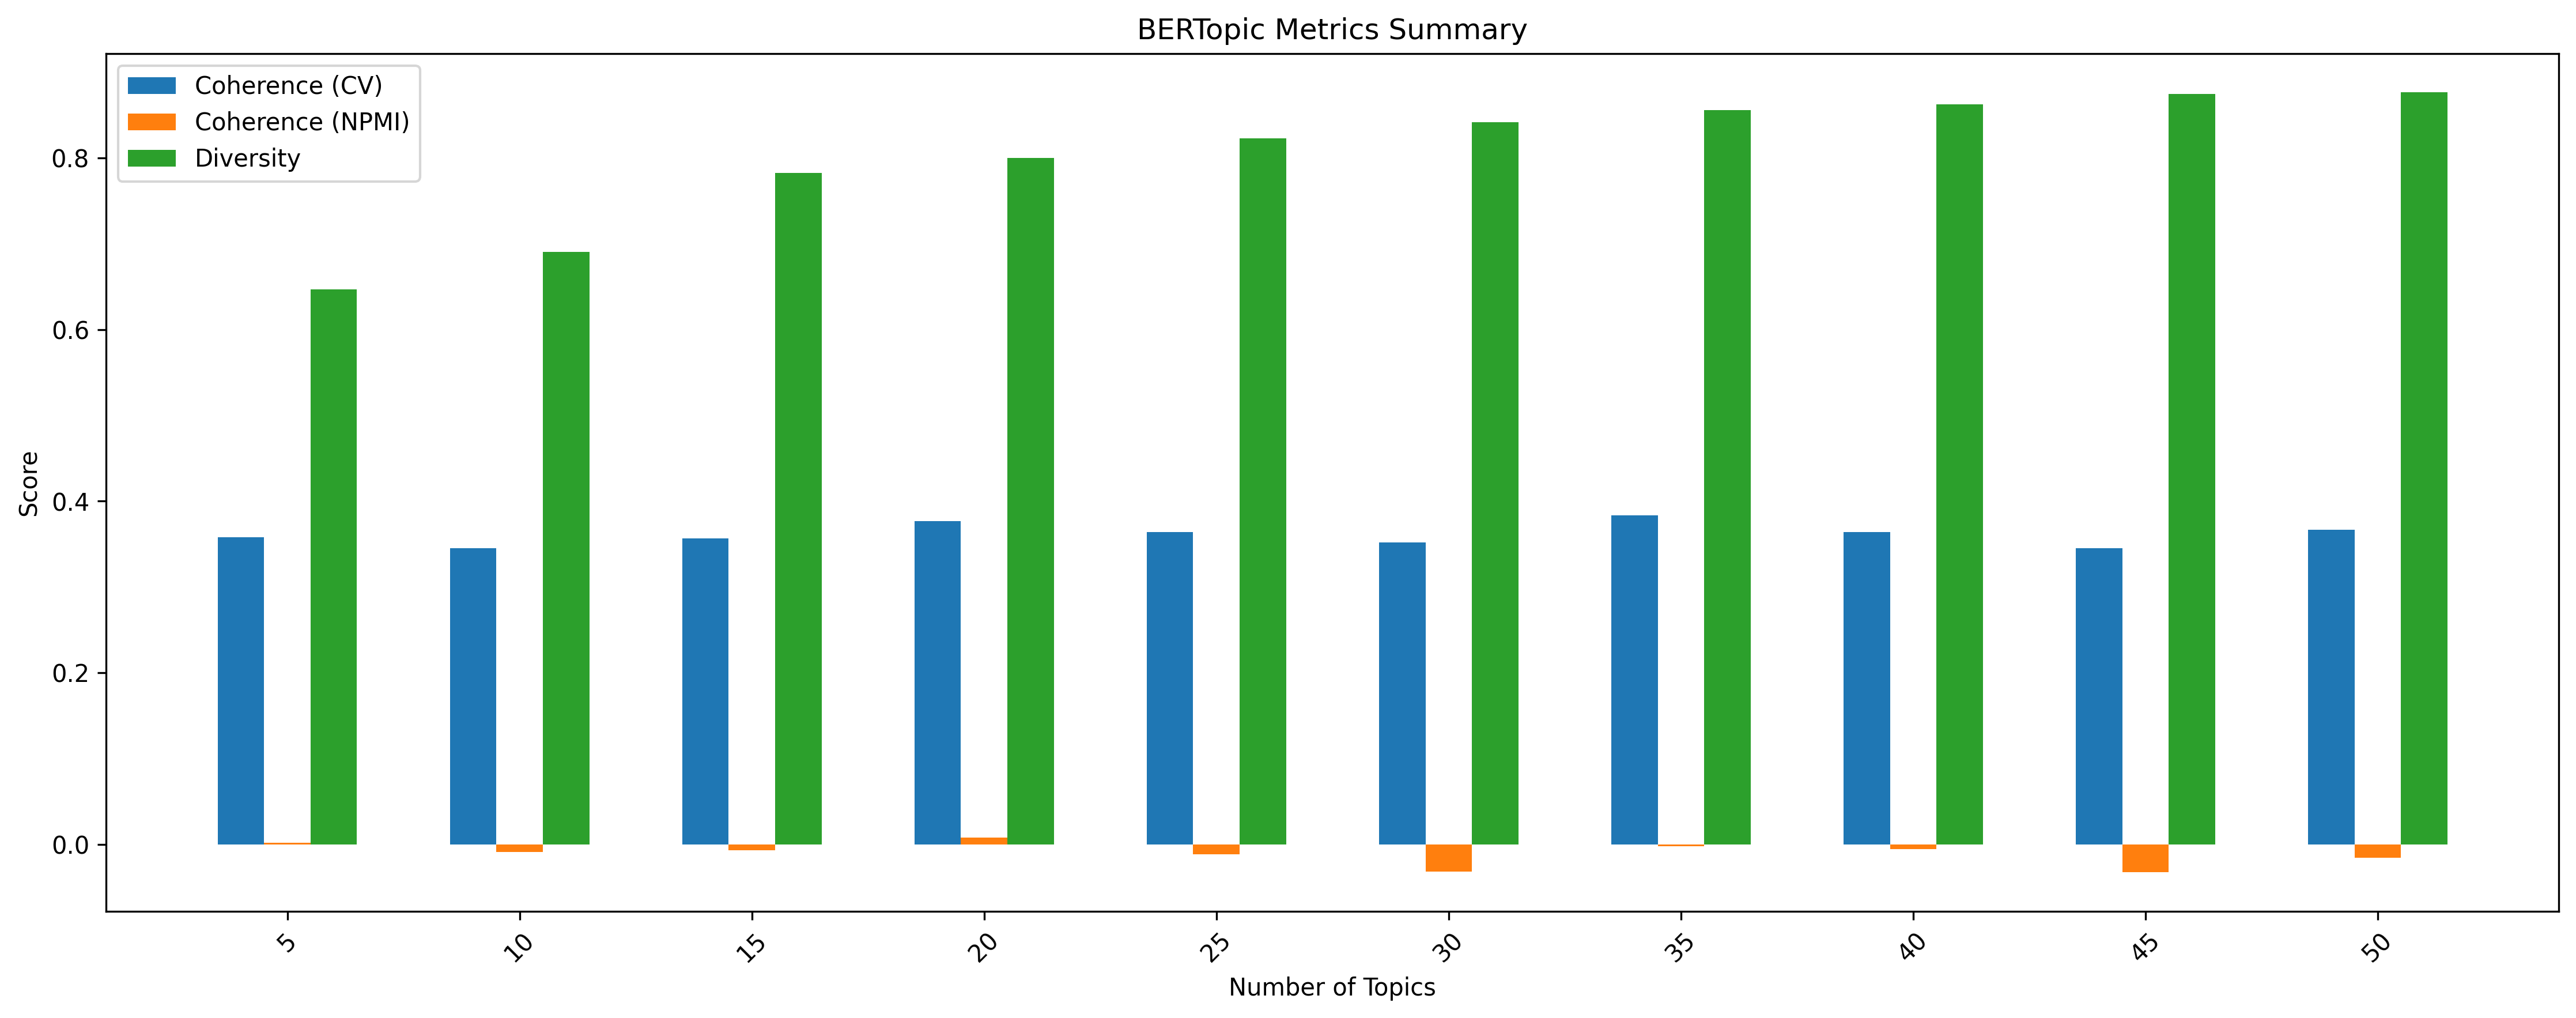 BERTopic Metrics Summary
Coherence (CV)
Coherence (NPMI)
Diversity
Score
0.8
0.6
0.4
0.2
0.0
5 10 15 20 25 30 35 40 45 50
Number of Topics